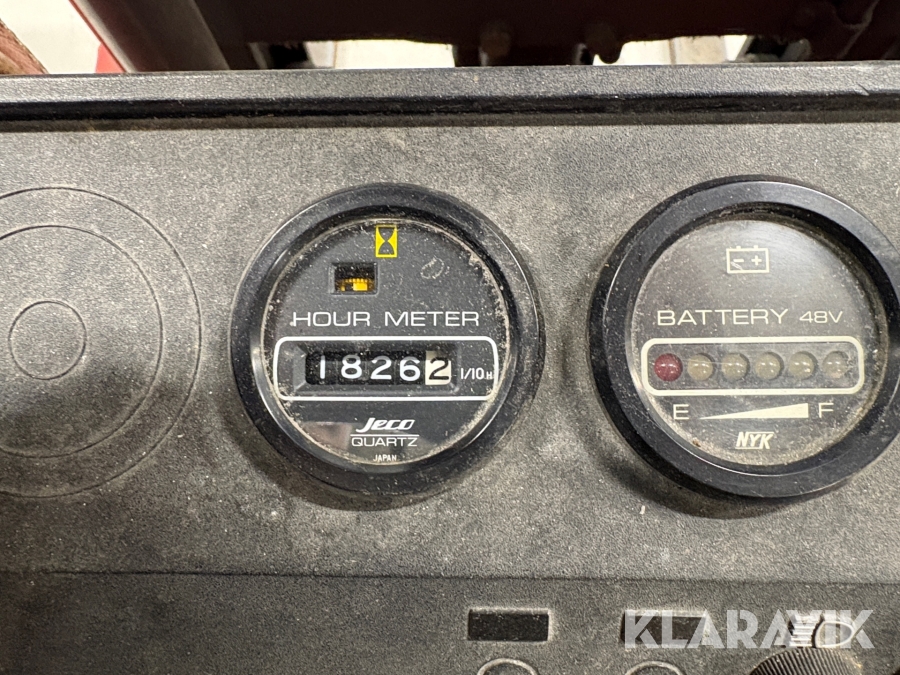 HOUR METER
18262 1/10H
Jeco
QUARTZ
JAPAN
BATTERY 48V
E F
NYK
KLARAVIK